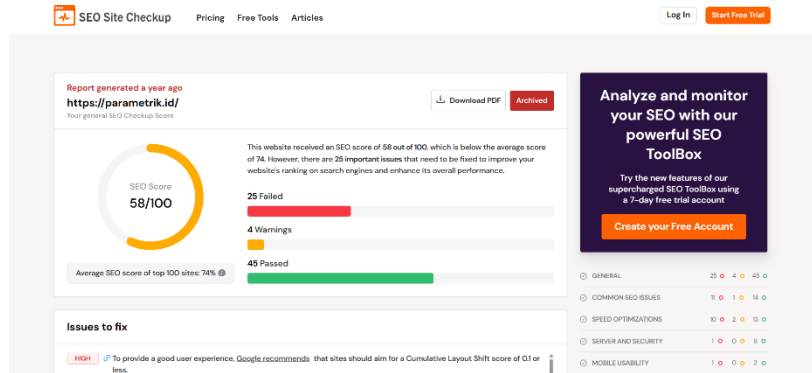 SEO Site Checkup
Pricing Free Tools Articles
Log In
Start Free Trial
Report generated a year ago
https://parametrik.id/
Your general SEO Checkup Score
Download PDF
Archived
SEO Score
58/100
Average SEO score of top 100 sites: 74%
This website received an SEO score of 58 out of 100, which is below the average score
of 74. However, there are 25 important issues that need to be fixed to improve your
website's ranking on search engines and enhance its overall performance.
25 Failed
4 Warnings
45 Passed
Issues to fix
HIGH To provide a good user experience, Google recommends that sites should aim for a Cumulative Layout Shift score of 0.1 or
less.
Analyze and monitor
your SEO with our
powerful SEO
ToolBox
Try the new features of our
supercharged SEO ToolBox using
a 7-day free trial account
Create your Free Account
GENERAL 25 4 45
COMMON SEO ISSUES 11 1 14
SPEED OPTIMIZATIONS 10 2 13
SERVER AND SECURITY 1 0 8
MOBILE USABILITY 1 0 2